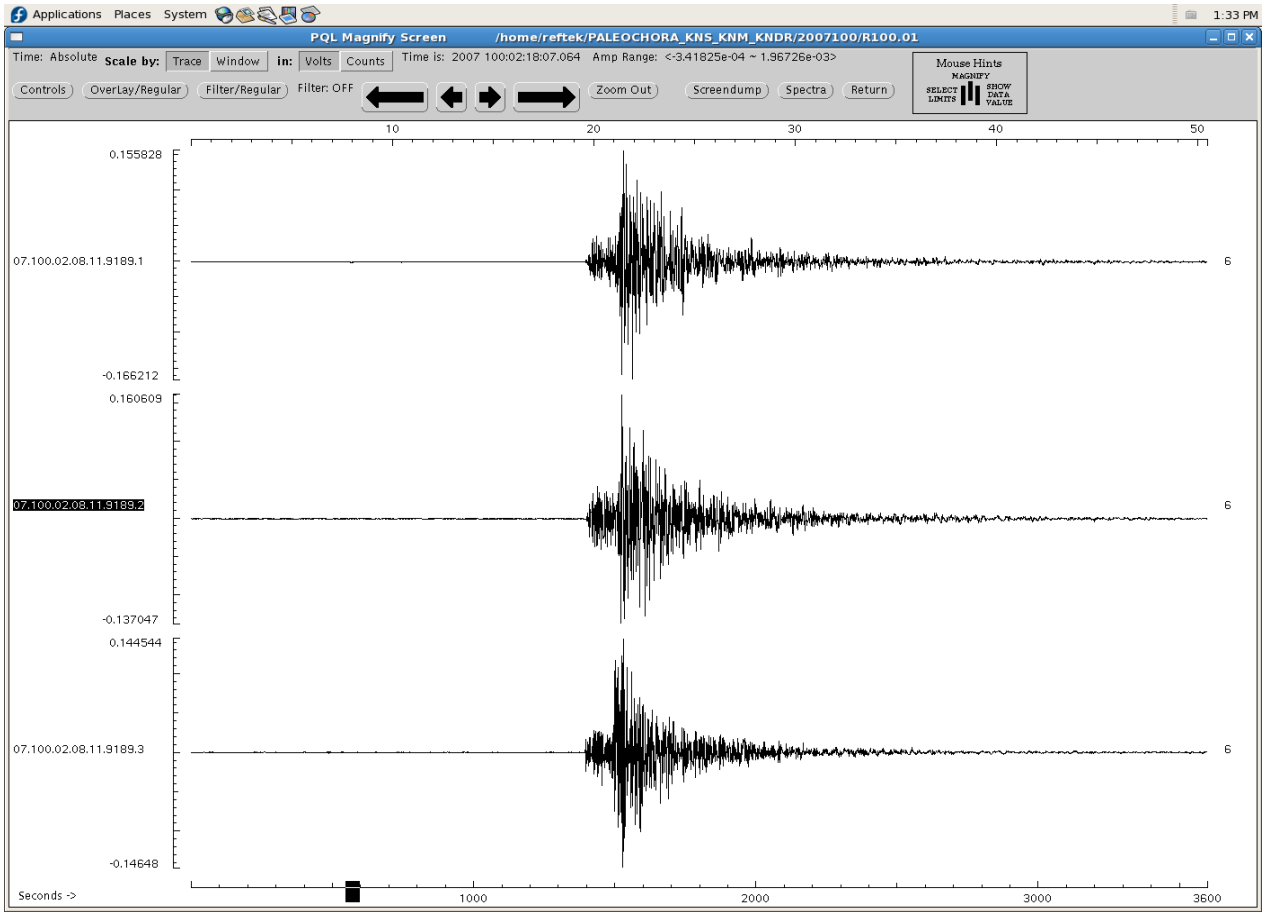 Applications Places System 1:33 PM
PQL Magnify Screen /home/reftek/PALEOCHORA_KNS_KNM_KNDR/2007100/R100.01
Time: Absolute Scale by: Trace Window in: Volts Counts Time is: 2007 100:02:18:07.064 Amp Range: <-3.41825e-04 ~ 1.96726e-03>
Controls OverLay/Regular Filter/Regular Filter: OFF Zoom Out Screendump Spectra Return
Mouse Hints
MAGNIFY
SELECT LIMITS
SHOW DATA VALUE
10 20 30 40 50
0.155828
07.100.02.08.11.9189.1 6
-0.166212
0.160609
07.100.02.08.11.9189.2 6
-0.137047
0.144544
07.100.02.08.11.9189.3 6
-0.14648
Seconds -> 1000 2000 3000 3600